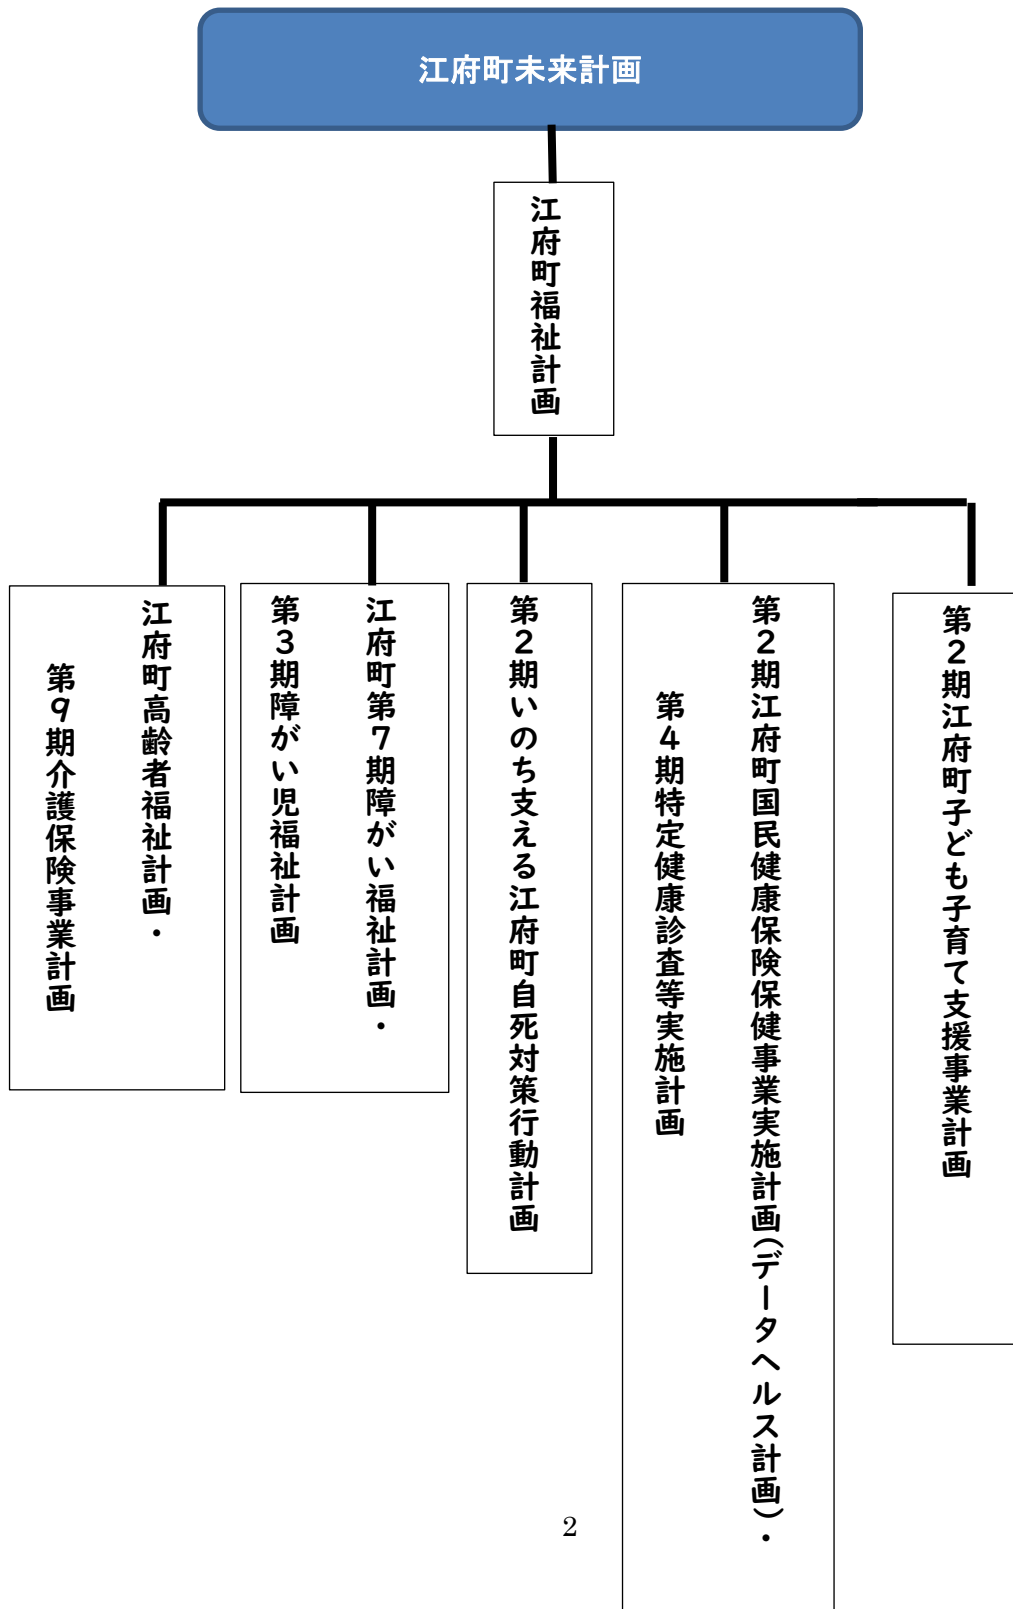 江府町未来計画
江府町福祉計画
第2期江府町子ども子育て支援事業計画
第2期江府町国民健康保険保健事業実施計画(データヘルス計画)・
第4期特定健康診査等実施計画
第2期いのち支える江府町自死対策行動計画
江府町第7期障がい福祉計画・
第3期障がい児福祉計画
江府町高齢者福祉計画・
第9期介護保険事業計画
2